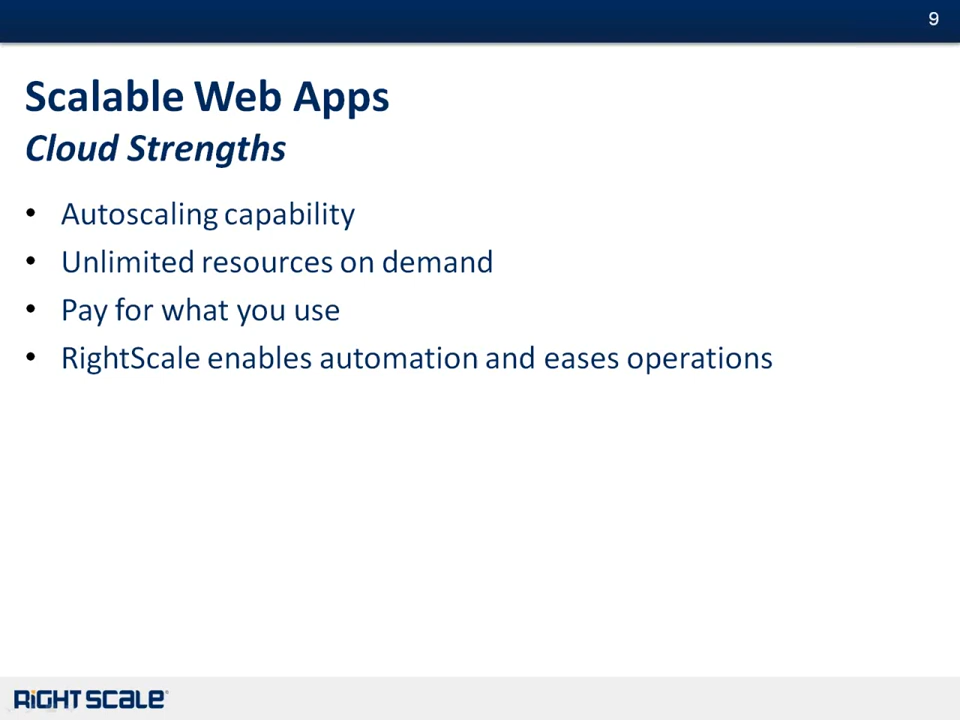 9
Scalable Web Apps
Cloud Strengths
• Autoscaling capability
• Unlimited resources on demand
• Pay for what you use
• RightScale enables automation and eases operations
RIGHTSCALE